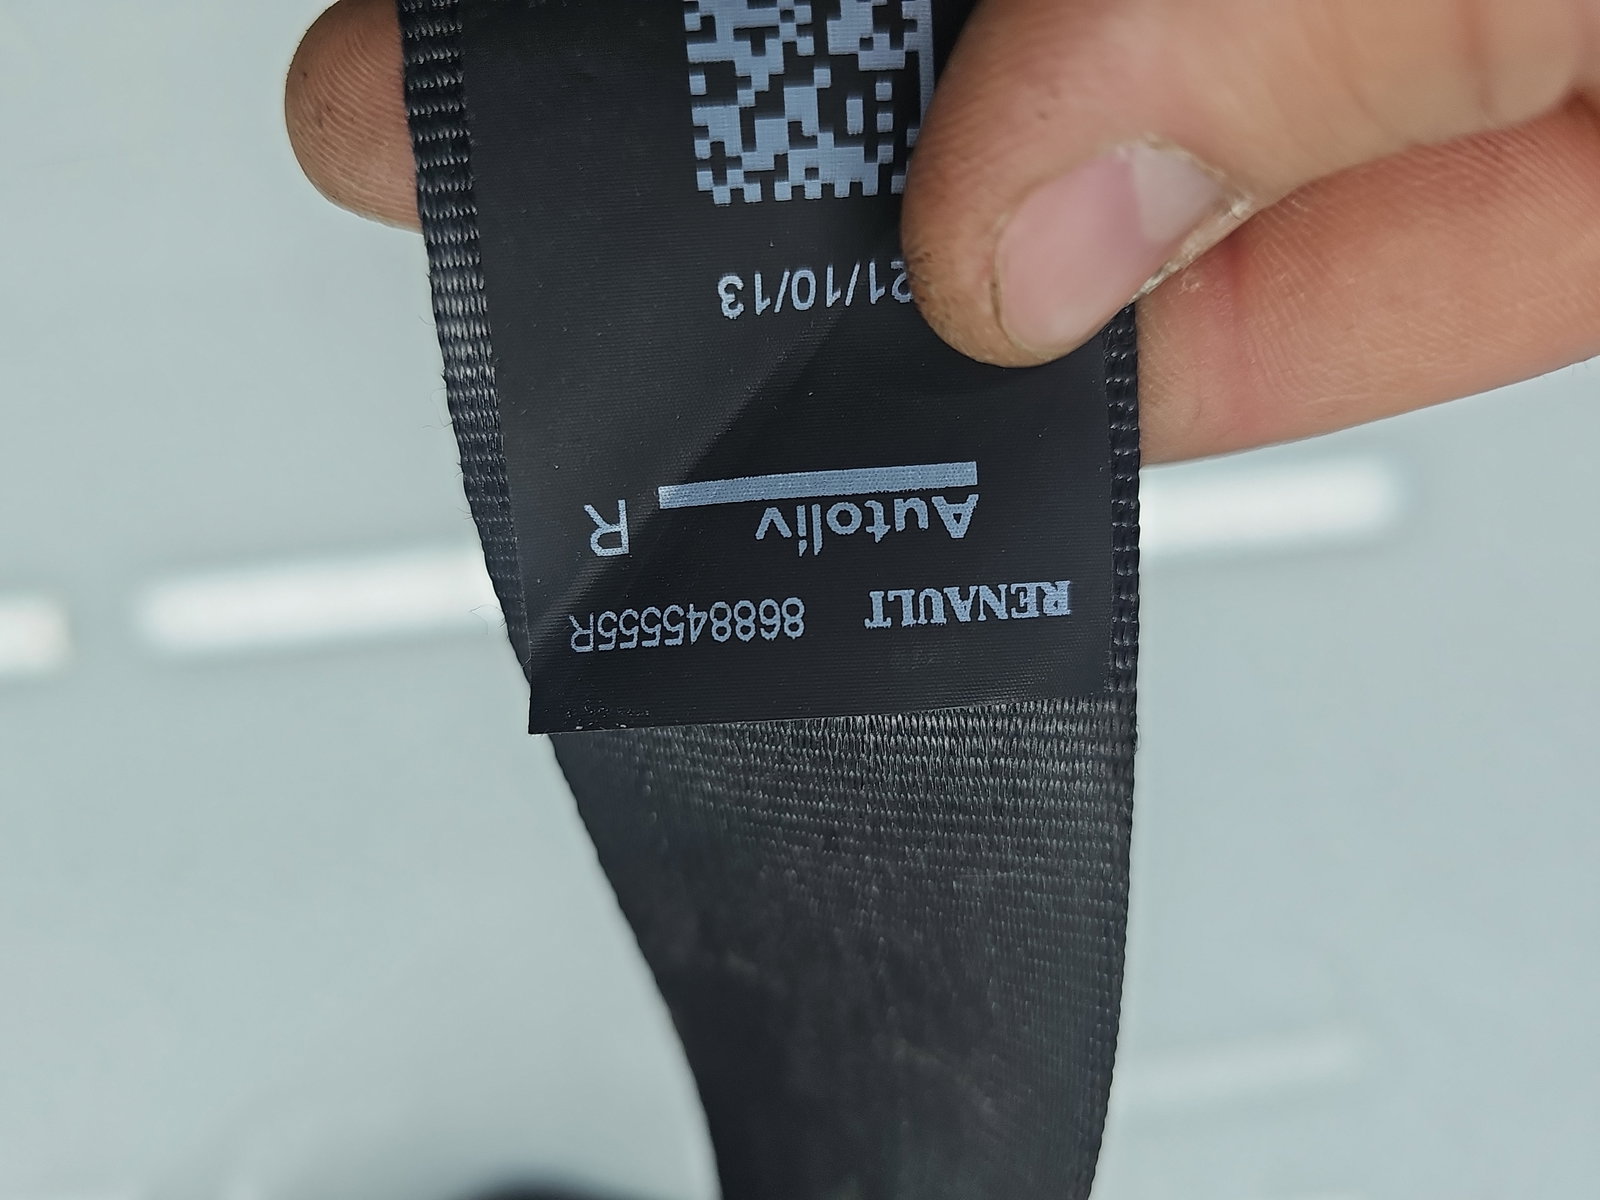 RENAULT 868845555R
Autoliv R
21/10/13